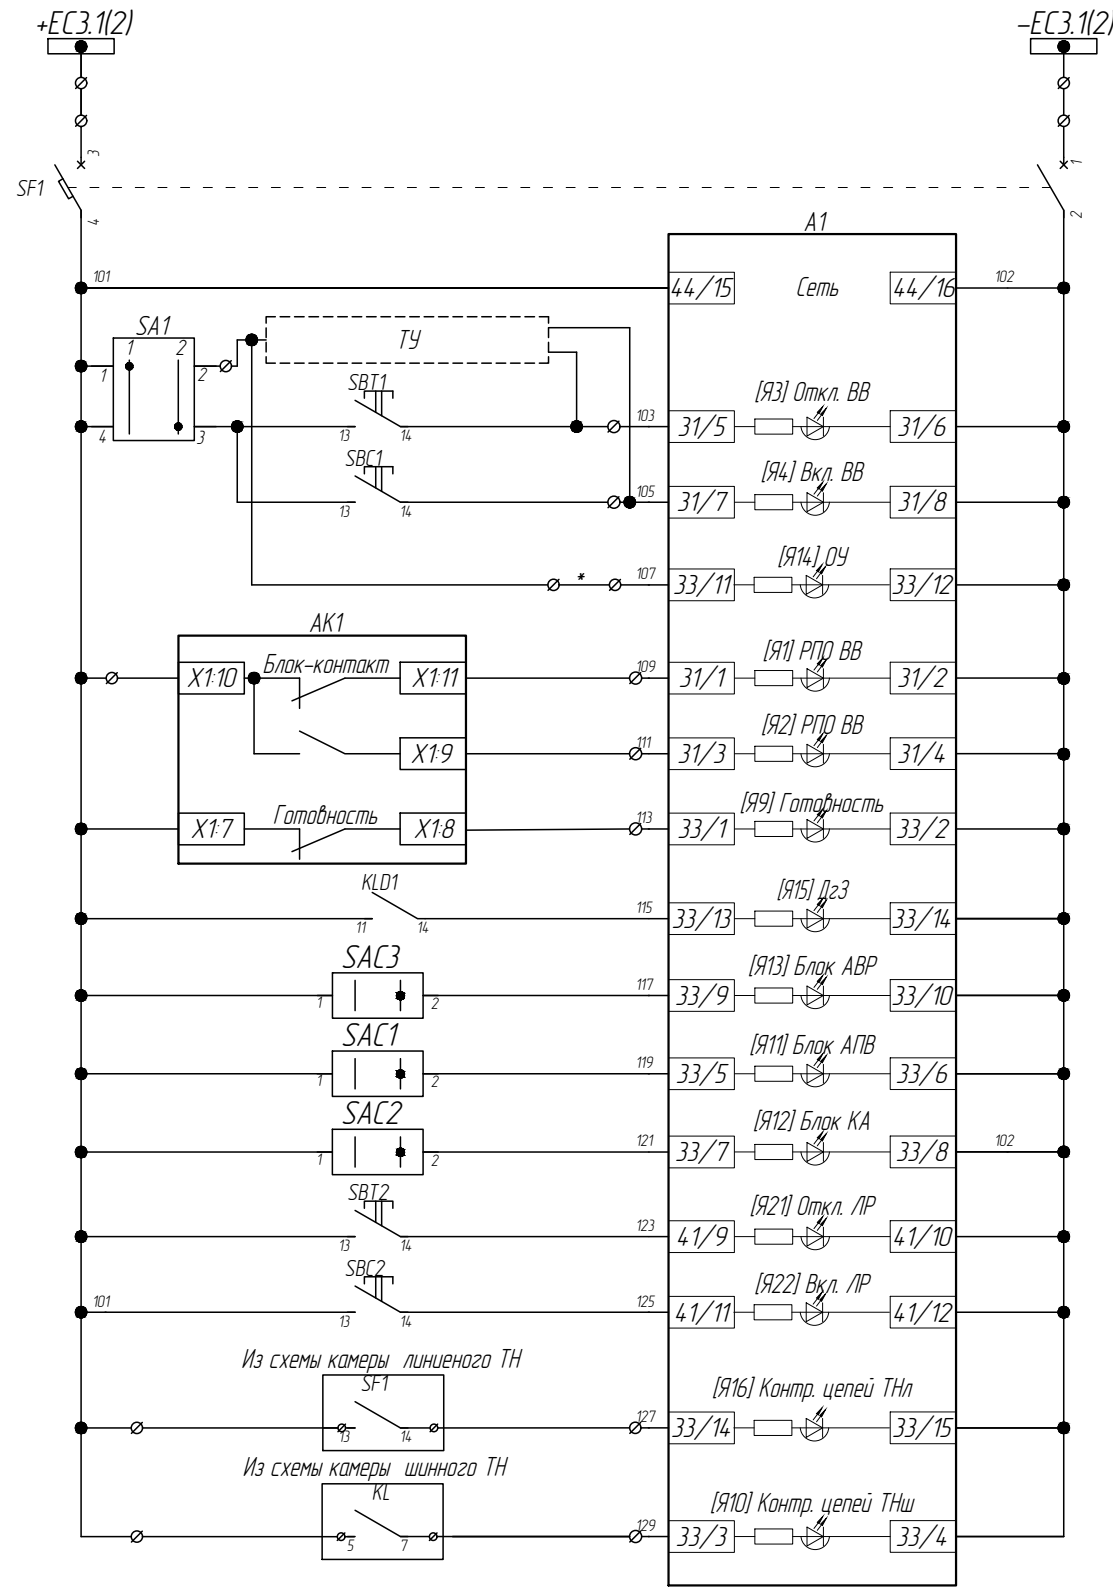 +ЕС3.1(2)
–ЕС3.1(2)
3
1
SF1
4
2
A1
101
44/15
Сеть
44/16
102
SA1
1
2
ТУ
1
2
SBT1
[Я3] Откл. ВВ
4
3
13
14
103
31/5
31/6
SBC1
[Я4] Вкл. ВВ
13
14
105
31/7
31/8
[Я14] ОУ
*
107
33/11
33/12
АК1
Блок-контакт
[Я1] РПО ВВ
X1:10
X1:11
109
31/1
31/2
[Я2] РПО ВВ
X1:9
111
31/3
31/4
Готовность
[Я9] Готовность
X1:7
X1:8
113
33/1
33/2
KLD1
[Я15] ДгЗ
11
14
115
33/13
33/14
SAC3
[Я13] Блок АВР
1
2
117
33/9
33/10
SAC1
[Я11] Блок АПВ
1
2
119
33/5
33/6
SAC2
[Я12] Блок КА
1
2
121
33/7
33/8
102
SBT2
[Я21] Откл. ЛР
13
14
123
41/9
41/10
SBC2
[Я22] Вкл. ЛР
101
13
14
125
41/11
41/12
Из схемы камеры линиеного ТН
SF1
[Я16] Контр. цепей ТНл
13
14
127
33/14
33/15
Из схемы камеры шинного ТН
KL
[Я10] Контр. цепей ТНш
5
7
129
33/3
33/4